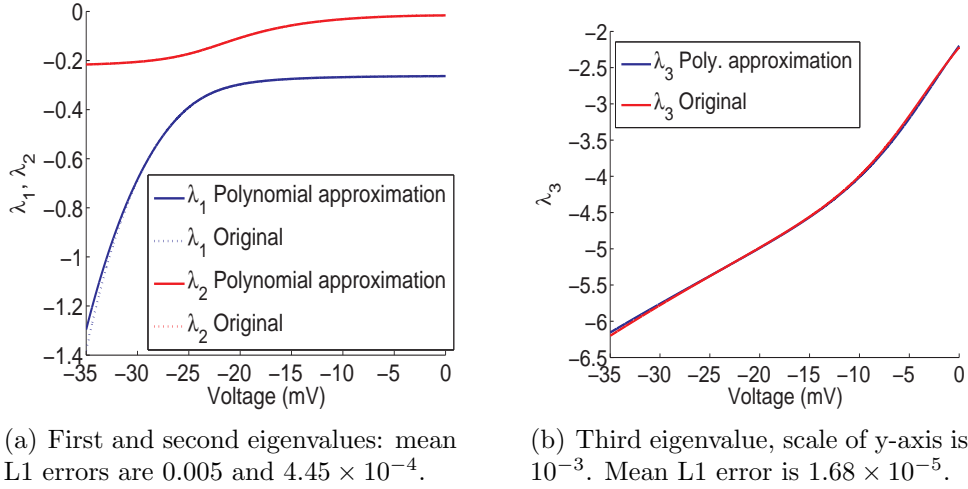 0
−0.2
−0.4
−0.6
−0.8
−1
−1.2
−1.4
−35 −30 −25 −20 −15 −10 −5 0
Voltage (mV)
λ1, λ2
λ1 Polynomial approximation
λ1 Original
λ2 Polynomial approximation
λ2 Original
−2
−2.5
−3
−3.5
−4
−4.5
−5
−5.5
−6
−6.5
−35 −30 −25 −20 −15 −10 −5 0
Voltage (mV)
λ3
λ3 Poly. approximation
λ3 Original
(a) First and second eigenvalues: mean
L1 errors are 0.005 and 4.45 × 10⁻⁴.
(b) Third eigenvalue, scale of y-axis is
10⁻³. Mean L1 error is 1.68 × 10⁻⁵.